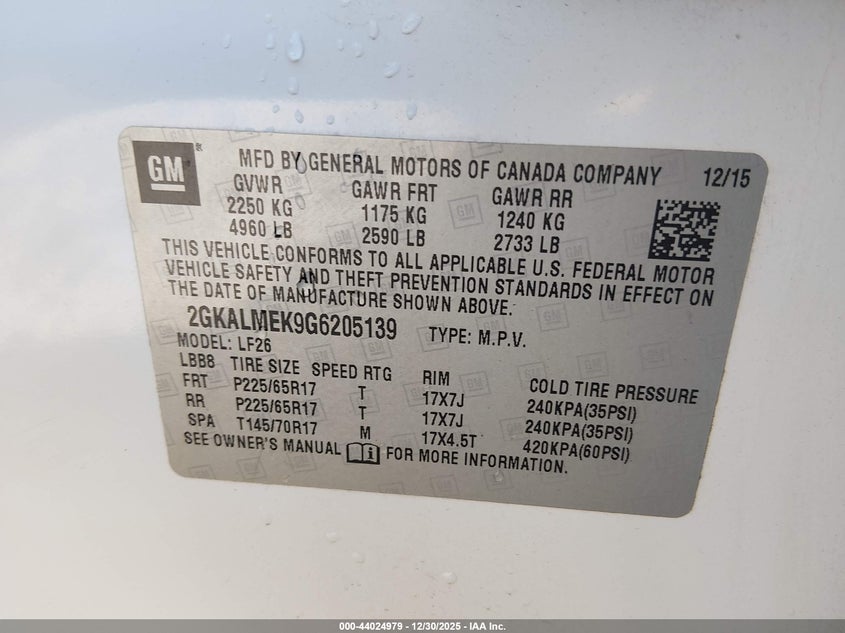 GM
MFD BY GENERAL MOTORS OF CANADA COMPANY 12/15
GVWR GAWR FRT GAWR RR
2250 KG 1175 KG 1240 KG
4960 LB 2590 LB 2733 LB
THIS VEHICLE CONFORMS TO ALL APPLICABLE U.S. FEDERAL MOTOR
VEHICLE SAFETY AND THEFT PREVENTION STANDARDS IN EFFECT ON
THE DATE OF MANUFACTURE SHOWN ABOVE.
2GKALMEK9G6205139 TYPE: M.P.V.
MODEL: LF26
LBB8 TIRE SIZE SPEED RTG RIM COLD TIRE PRESSURE
FRT P225/65R17 T 17X7J 240KPA(35PSI)
RR P225/65R17 T 17X7J 240KPA(35PSI)
SPA T145/70R17 M 17X4.5T 420KPA(60PSI)
SEE OWNER'S MANUAL FOR MORE INFORMATION.
000-44024979 - 12/30/2025 - IAA Inc.